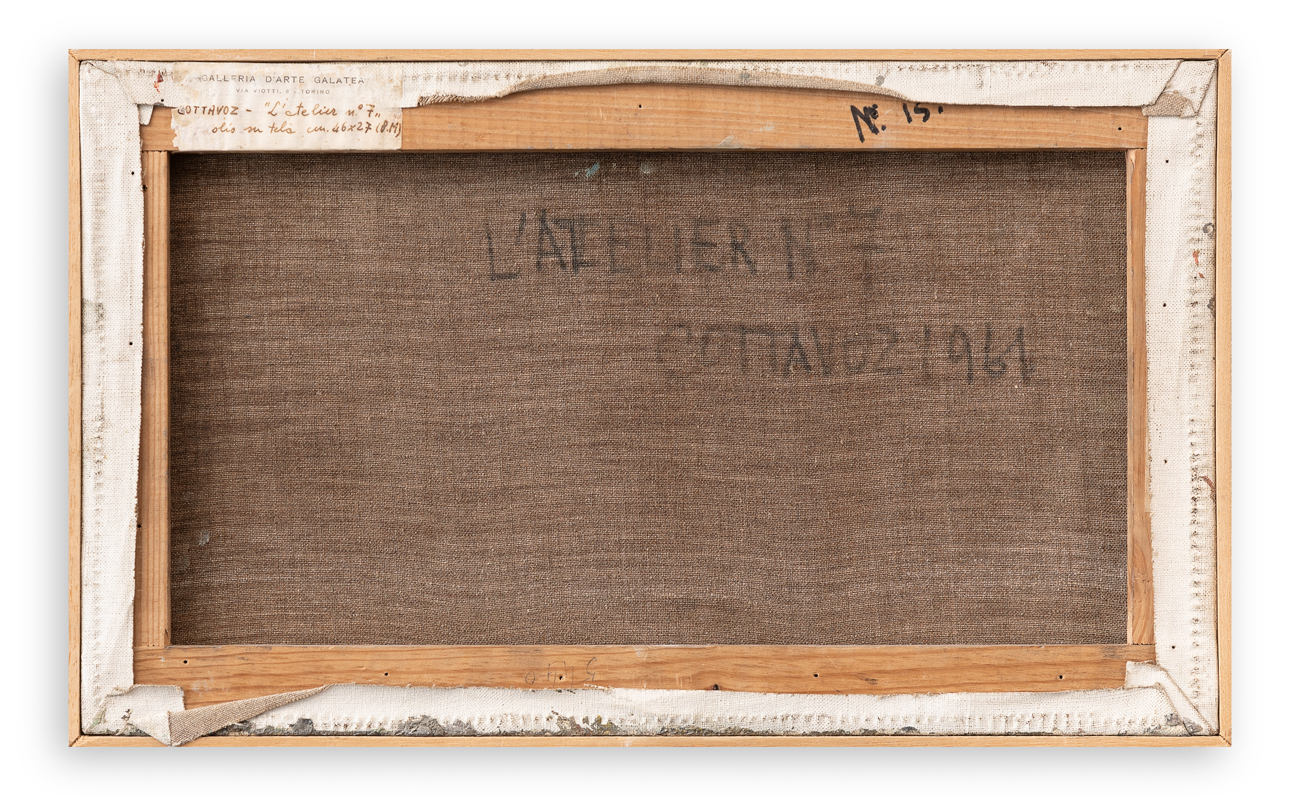 GALLERIA D'ARTE GALATEA
VIA VIOTTI, 8 - TORINO
COTTAVOZ - "L'atelier n° 7"
olio su tela cm. 46x27 (8.M)
N° 15.
L'ATELIER N° 7
COTTAVOZ 1961